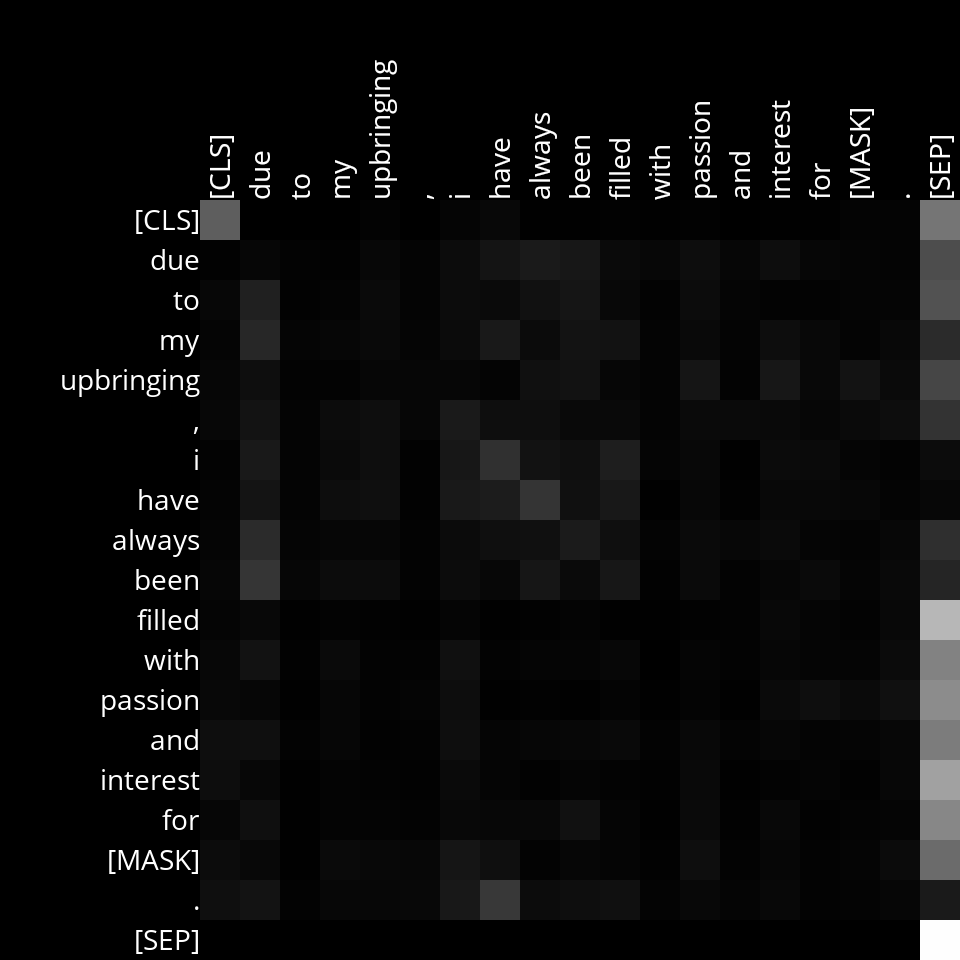 [CLS] due to my upbringing , i have always been filled with passion and interest for [MASK] . [SEP]
[CLS]
due
to
my
upbringing
,
i
have
always
been
filled
with
passion
and
interest
for
[MASK]
.
[SEP]